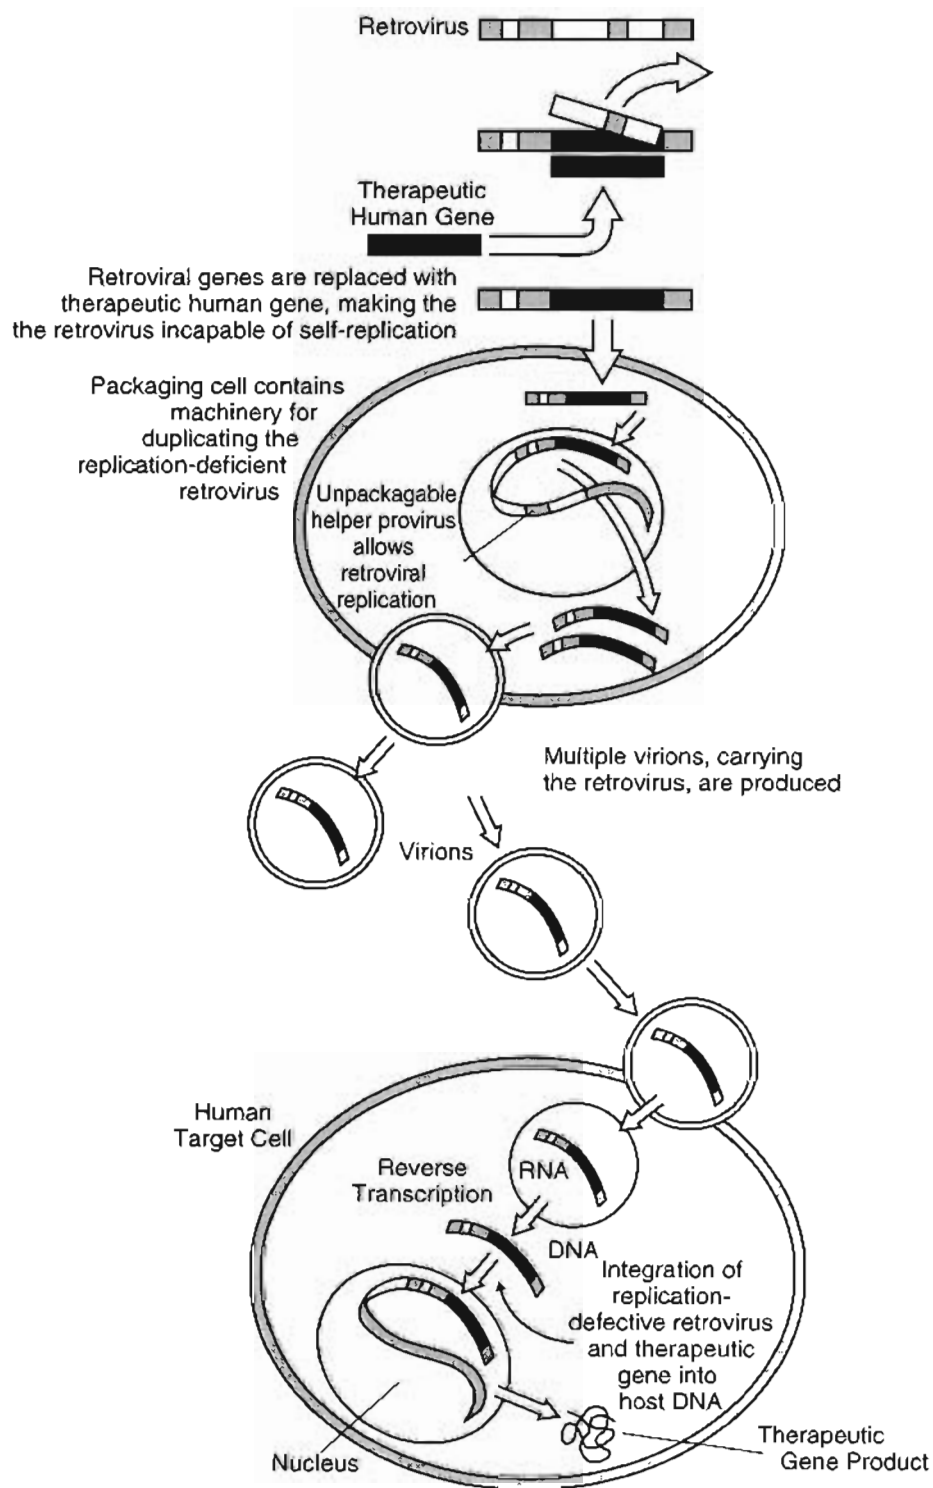 Retrovirus
Therapeutic
Human Gene
Retroviral genes are replaced with
therapeutic human gene, making the
the retrovirus incapable of self-replication
Packaging cell contains
machinery for
duplicating the
replication-deficient
retrovirus
Unpackagable
helper provirus
allows
retroviral
replication
Multiple virions, carrying
the retrovirus, are produced
Virions
Human
Target Cell
RNA
Reverse
Transcription
DNA
Integration of
replication-
defective retrovirus
and therapeutic
gene into
host DNA
Therapeutic
Gene Product
Nucleus